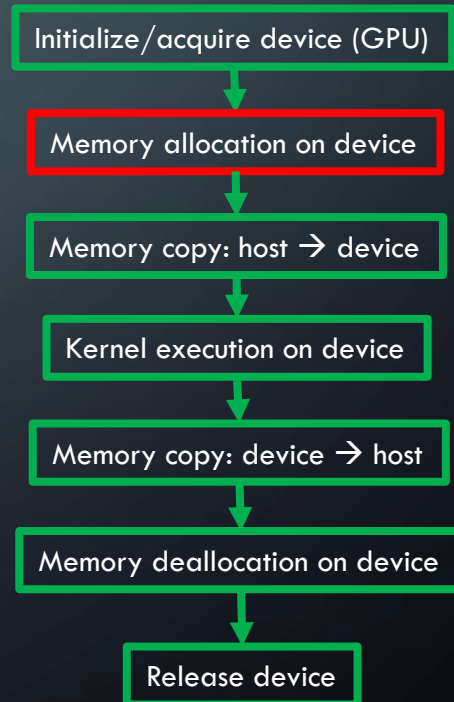 Initialize/acquire device (GPU)
Memory allocation on device
Memory copy: host → device
Kernel execution on device
Memory copy: device → host
Memory deallocation on device
Release device